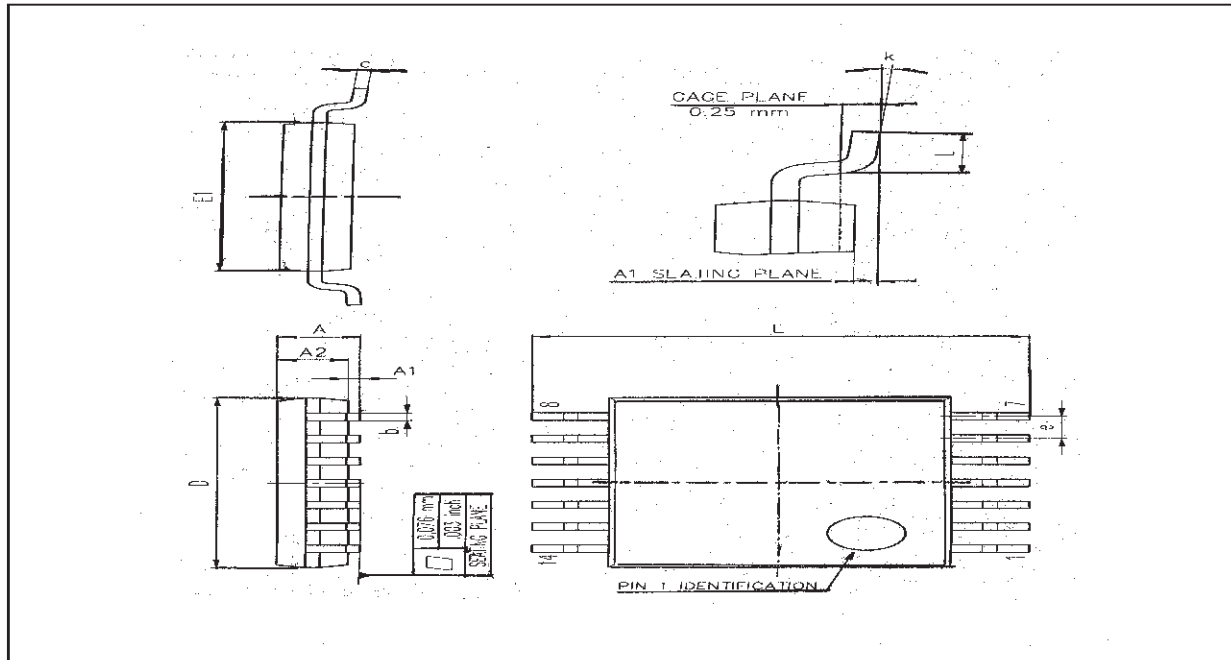 c
k
GAGE PLANE
0.25 mm
E1
L
A1 SEATING PLANE
A
A2
A1
b
D
0.076 mm
.003 inch
SEATING PLANE
E
8
7
e
14
1
PIN 1 IDENTIFICATION